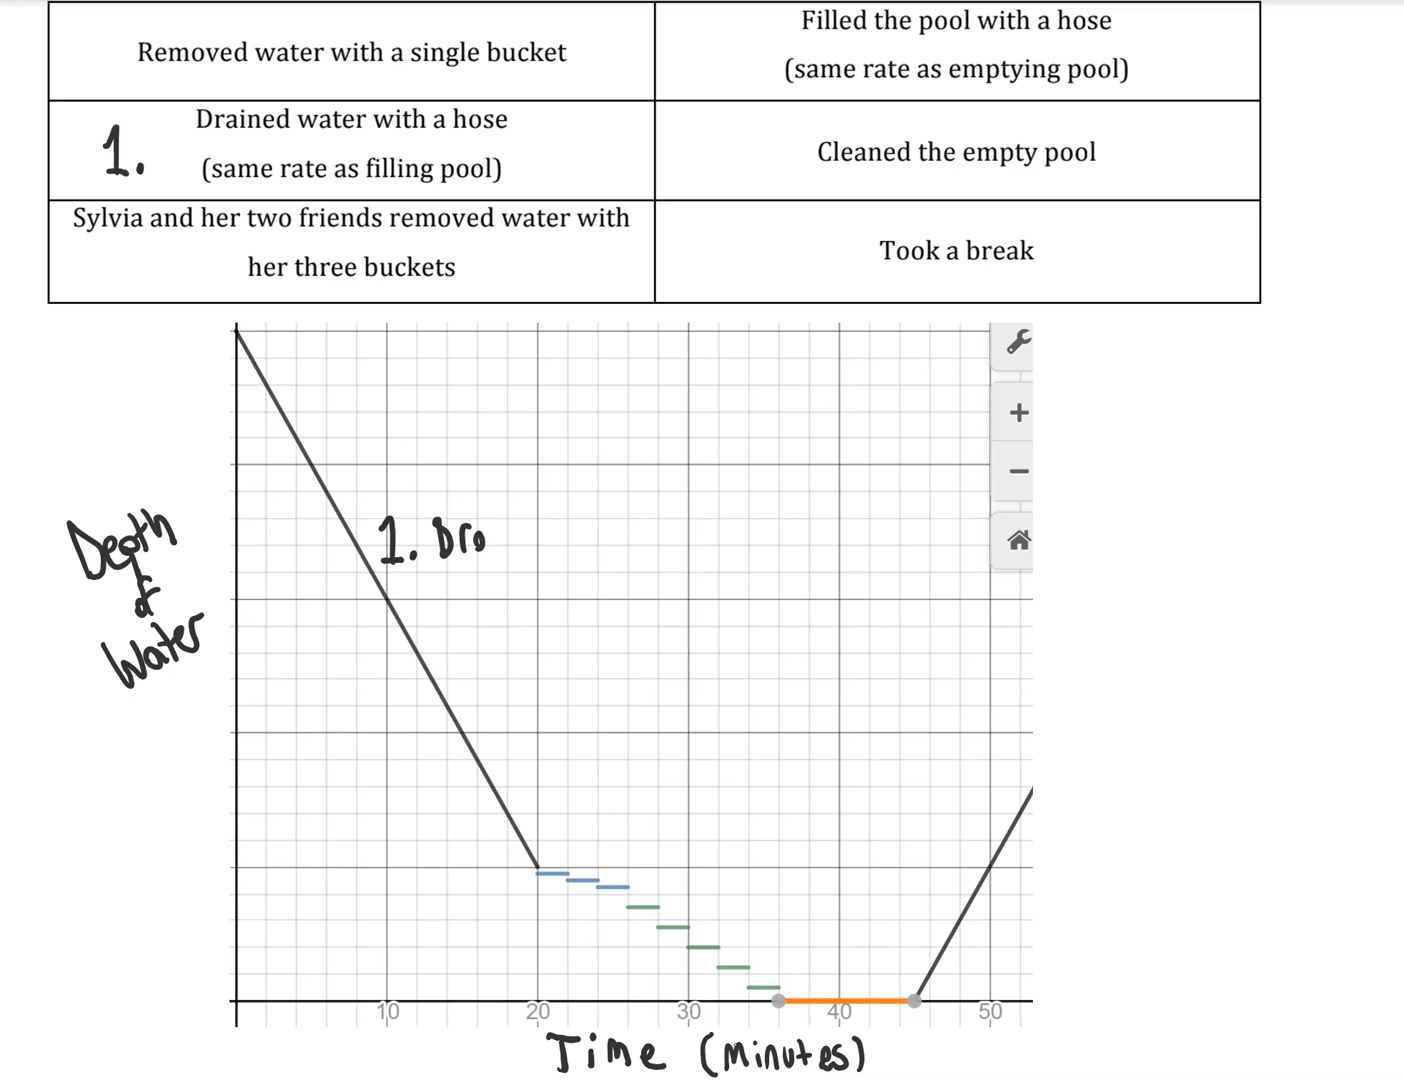 Removed water with a single bucket
Filled the pool with a hose
(same rate as emptying pool)
1.
Drained water with a hose
(same rate as filling pool)
Cleaned the empty pool
Sylvia and her two friends removed water with
her three buckets
Took a break
+
−
Depth
of
Water
1. Dra
10 20 30 40 50
Time (minutes)